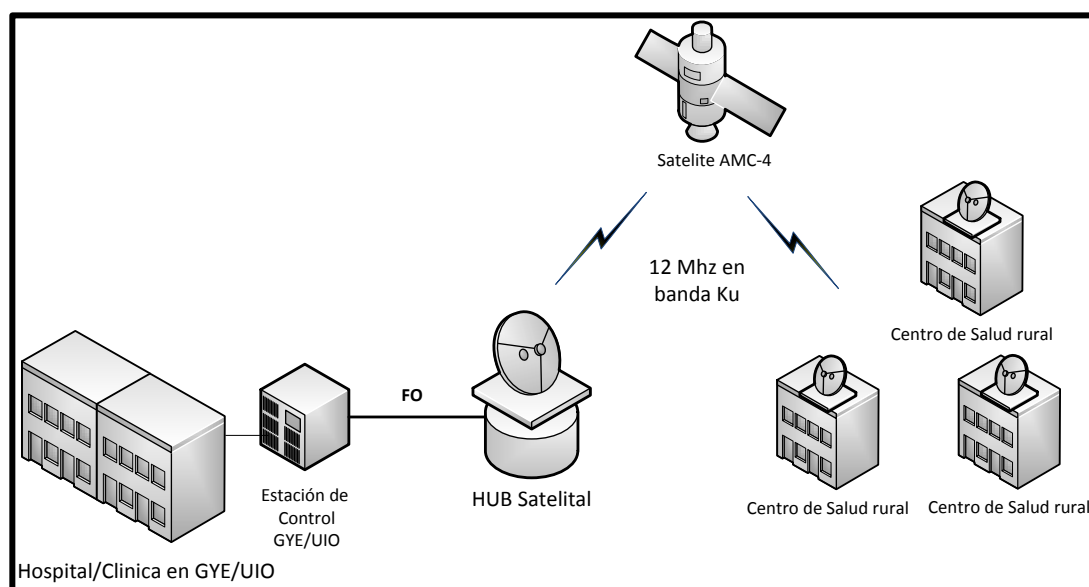 Satelite AMC-4
12 Mhz en
banda Ku
Centro de Salud rural
FO
HUB Satelital
Centro de Salud rural
Centro de Salud rural
Estación de
Control
GYE/UIO
Hospital/Clinica en GYE/UIO